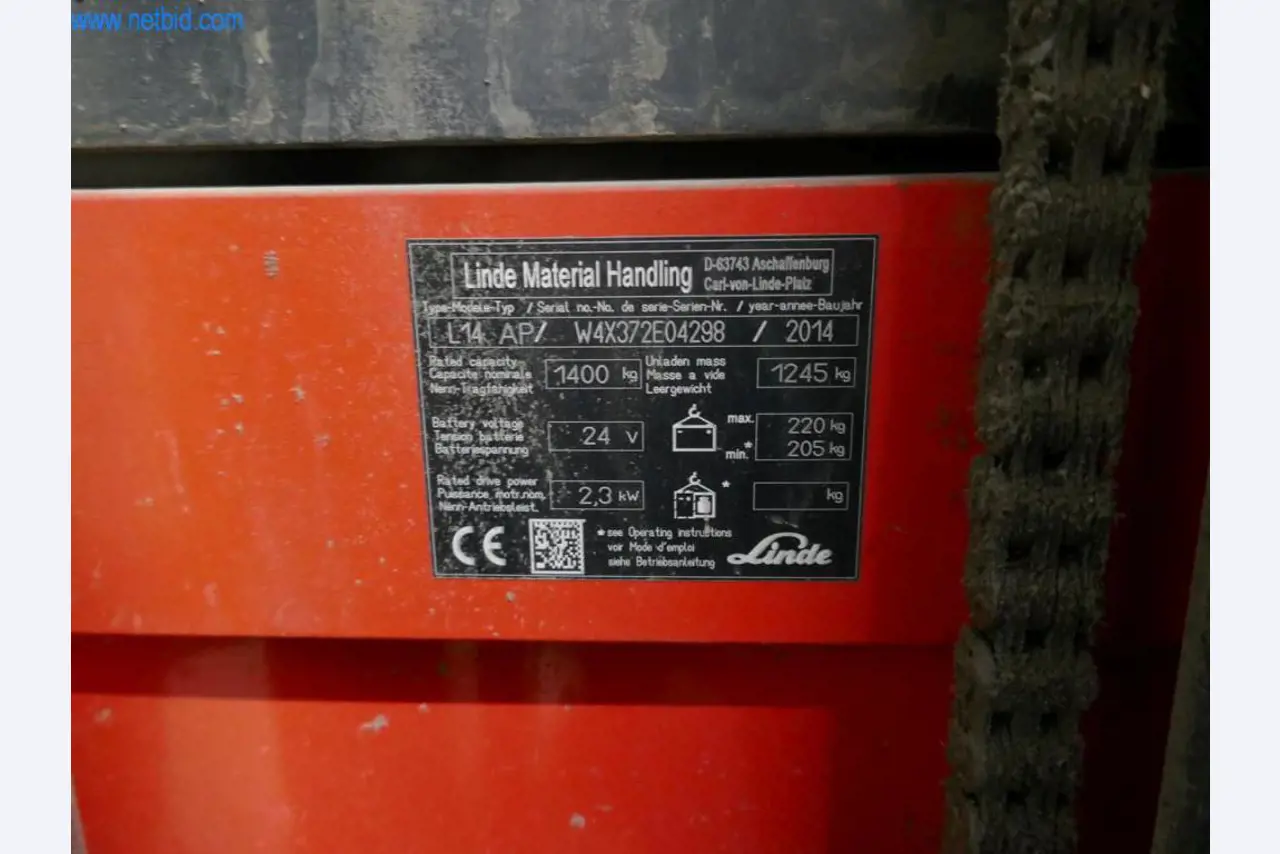 www.netbid.com
Linde Material Handling
D-63743 Aschaffenburg
Carl-von-Linde-Platz
Type-Modele-Typ / Serial no.-No. de serie-Serien-Nr. / year-annee-Baujahr
L14 AP/ W4X372E04298 / 2014
Rated capacity
Capacite nominale
Nenn-Tragfähigkeit
1400 kg
Unladen mass
Masse a vide
Leergewicht
1245 kg
Battery voltage
Tension batterie
Batteriespannung
24 V
max. 220 kg
min.* 205 kg
Rated drive power
Puissance motr.nom.
Nenn-Antriebsleist.
2,3 kW
* kg
CE
*see Operating instructions
voir Mode d'emploi
siehe Betriebsanleitung
Linde